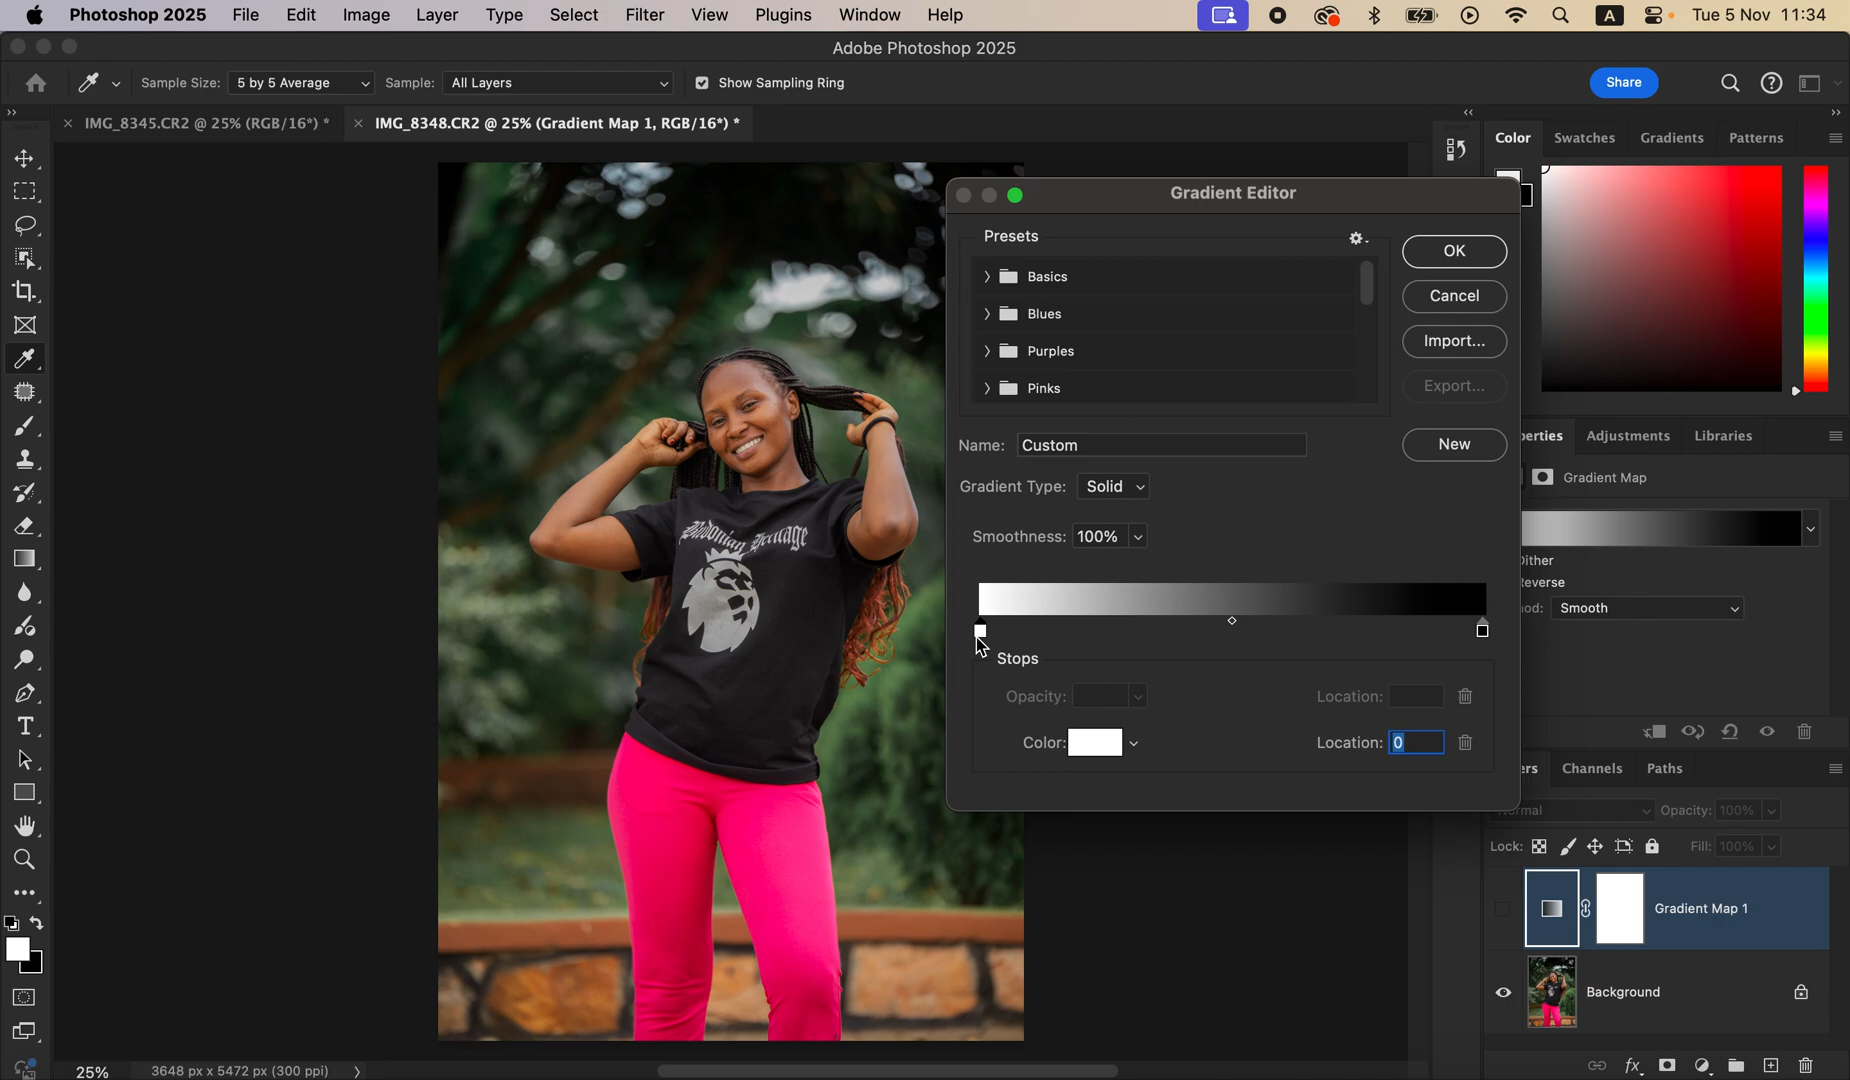 Photoshop 2025 File Edit Image Layer Type Select Filter View Plugins Window Help A Tue 5 Nov 11:34
Adobe Photoshop 2025
Sample Size: 5 by 5 Average Sample: All Layers Show Sampling Ring Share
IMG_8345.CR2 @ 25% (RGB/16*) * IMG_8348.CR2 @ 25% (Gradient Map 1, RGB/16*) *
Color Swatches Gradients Patterns
Gradient Editor
Presets
Basics
Blues
Purples
Pinks
OK
Cancel
Import...
Export...
Name: Custom
New
Gradient Type: Solid
Smoothness: 100%
Stops
Opacity: Location:
Color: Location: 0
perties Adjustments Libraries
Gradient Map
Dither
everse
Smooth
ers Channels Paths
Opacity: 100%
Lock: Fill: 100%
Gradient Map 1
Background
fx
T
Heritage
25% 3648 px x 5472 px (300 ppi)